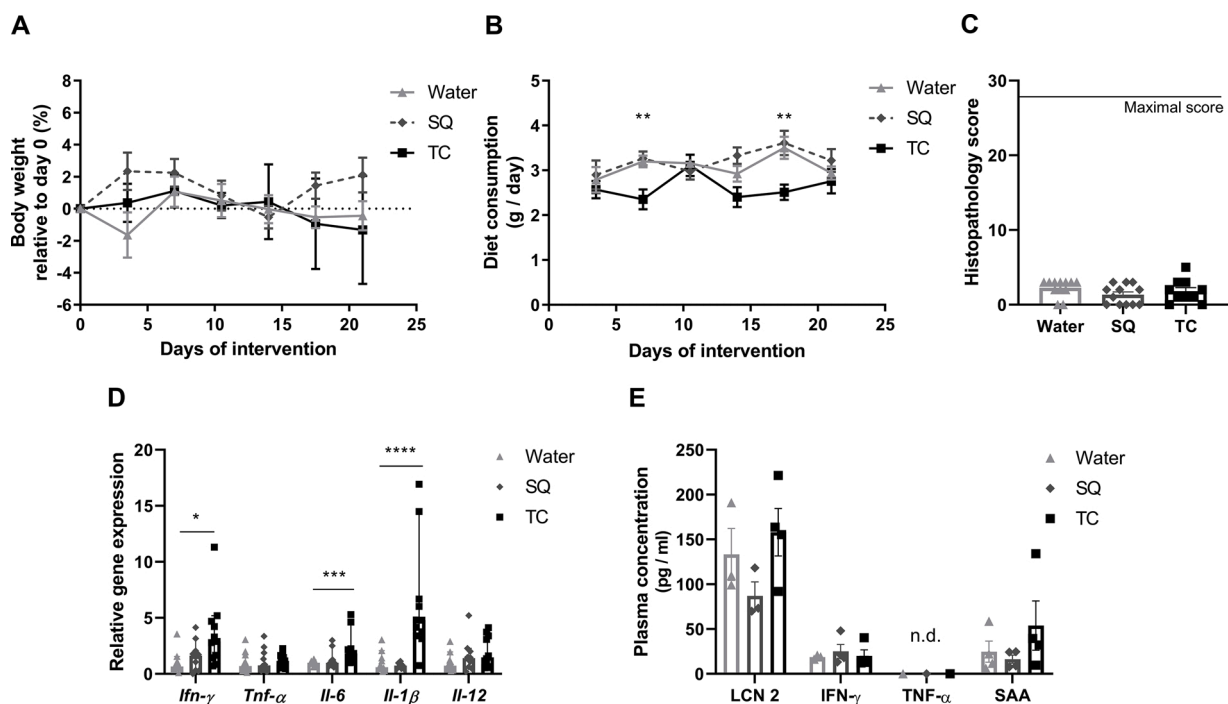 A
Body weight
relative to day 0 (%)
8
6
4
2
0
-2
-4
-6
0
5
10
15
20
25
Days of intervention
Water
SQ
TC
B
Diet consumption
(g / day)
5
4
3
2
1
0
0
5
10
15
20
25
Days of intervention
**
**
Water
SQ
TC
C
Histopathology score
30
20
10
0
Maximal score
Water
SQ
TC
D
Relative gene expression
20
15
10
5
0
*
***
****
Ifn-γ
Tnf-α
Il-6
Il-1β
Il-12
Water
SQ
TC
E
Plasma concentration
(pg / ml)
250
200
150
100
50
0
n.d.
LCN 2
IFN-γ
TNF-α
SAA
Water
SQ
TC